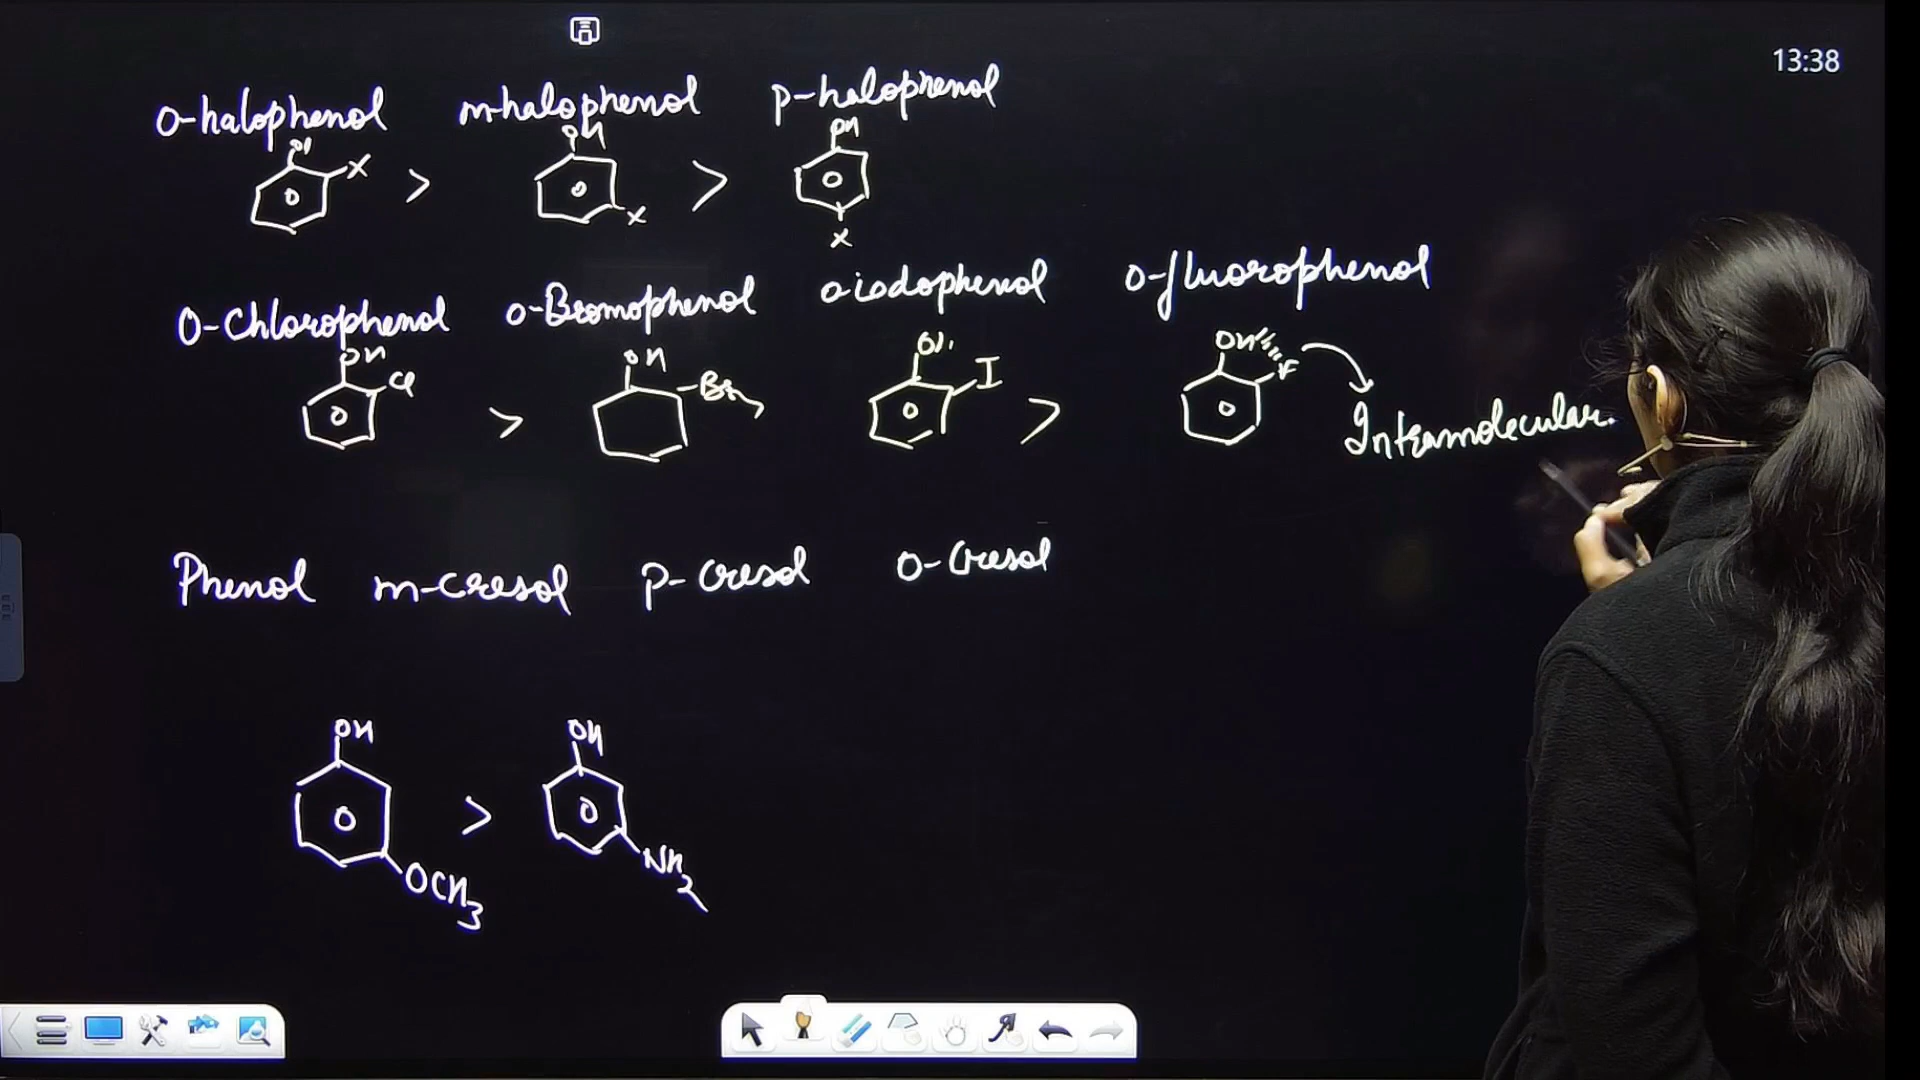 13:38
o-halophenol m-halophenol p-halophenol
OH OH OH
X > X > X
o-Chlorophenol o-Bromophenol o-iodophenol o-fluorophenol
OH OH OH OH
Cl > Br > I > F Intramolecular
Phenol m-cresol p-cresol o-cresol
OH OH
OCH3 > NH2